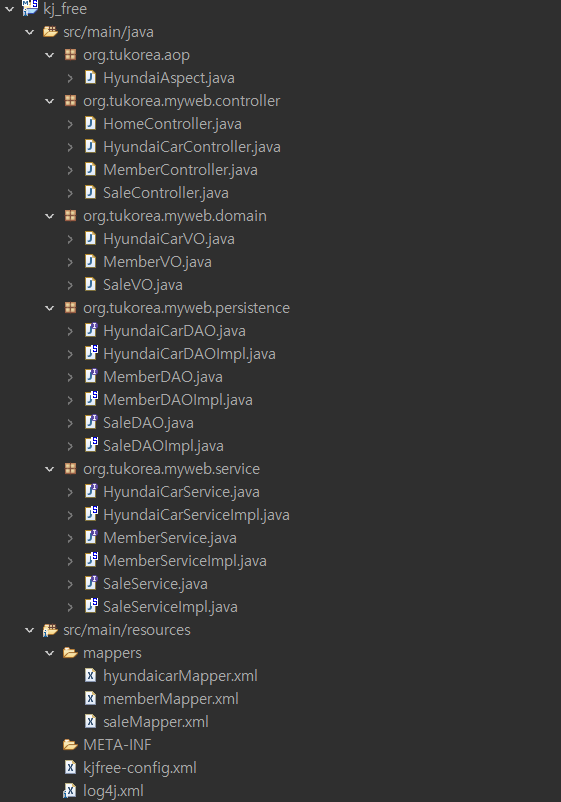 kj_free
src/main/java
org.tukorea.aop
HyundaiAspect.java
org.tukorea.myweb.controller
HomeController.java
HyundaiCarController.java
MemberController.java
SaleController.java
org.tukorea.myweb.domain
HyundaiCarVO.java
MemberVO.java
SaleVO.java
org.tukorea.myweb.persistence
HyundaiCarDAO.java
HyundaiCarDAOImpl.java
MemberDAO.java
MemberDAOImpl.java
SaleDAO.java
SaleDAOImpl.java
org.tukorea.myweb.service
HyundaiCarService.java
HyundaiCarServiceImpl.java
MemberService.java
MemberServiceImpl.java
SaleService.java
SaleServiceImpl.java
src/main/resources
mappers
hyundaicarMapper.xml
memberMapper.xml
saleMapper.xml
META-INF
kjfree-config.xml
log4j.xml